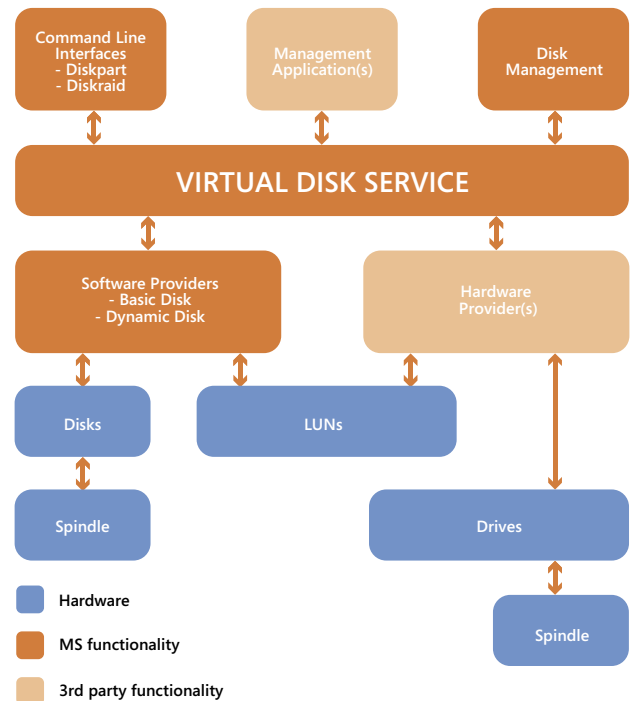 Command Line
Interfaces
- Diskpart
- Diskraid
Management
Application(s)
Disk
Management
VIRTUAL DISK SERVICE
Software Providers
- Basic Disk
- Dynamic Disk
Hardware
Provider(s)
Disks
LUNs
Spindle
Drives
Spindle
Hardware
MS functionality
3rd party functionality